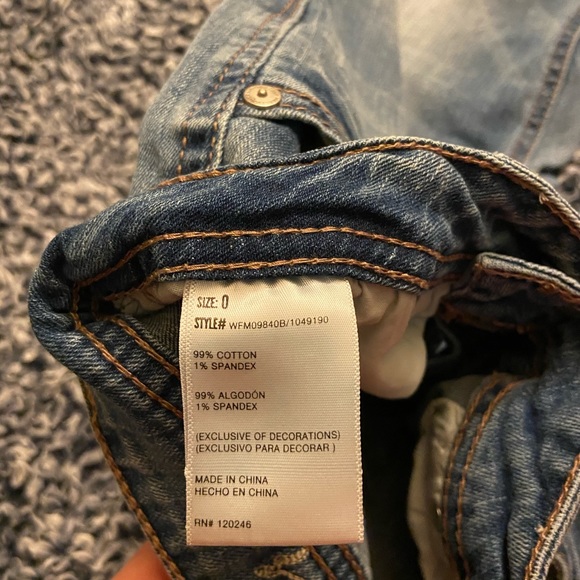 SIZE: 0
STYLE# WFM09840B/1049190
99% COTTON
1% SPANDEX
99% ALGODÓN
1% SPANDEX
(EXCLUSIVE OF DECORATIONS)
(EXCLUSIVO PARA DECORAR )
MADE IN CHINA
HECHO EN CHINA
RN# 120246